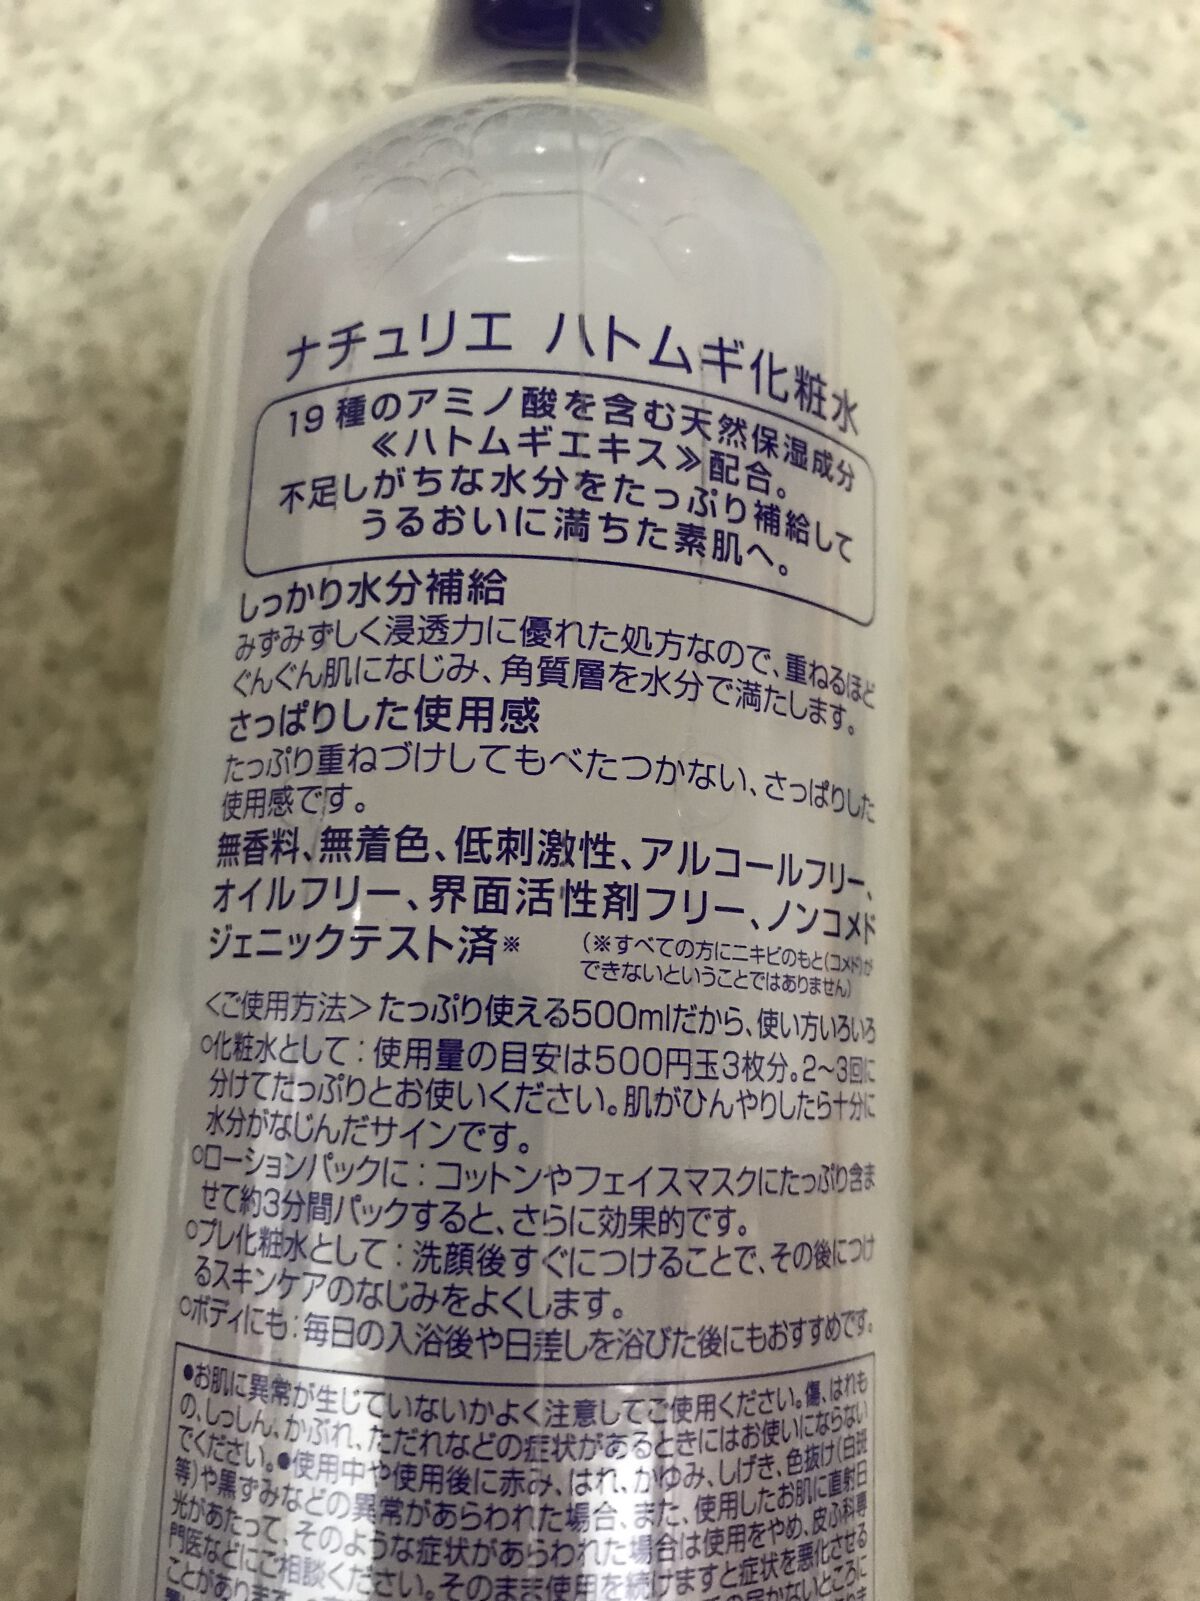 ナチュリエ ハトムギ化粧水
19種のアミノ酸を含む天然保湿成分
≪ハトムギエキス≫配合。
不足しがちな水分をたっぷり補給して
うるおいに満ちた素肌へ。
しっかり水分補給
みずみずしく浸透力に優れた処方なので、重ねるほど
ぐんぐん肌になじみ、角質層を水分で満たします。
さっぱりした使用感
たっぷり重ねづけしてもべたつかない、さっぱりした
使用感です。
無香料、無着色、低刺激性、アルコールフリー、
オイルフリー、界面活性剤フリー、ノンコメド
ジェニックテスト済※
(※すべての方にニキビのもと(コメド)が
できないということではありません)
<ご使用方法>たっぷり使える500mlだから、使い方いろいろ
○化粧水として:使用量の目安は500円玉3枚分。2~3回に
分けてたっぷりとお使いください。肌がひんやりしたら十分に
水分がなじんだサインです。
○ローションパックに:コットンやフェイスマスクにたっぷり含ま
せて約3分間パックすると、さらに効果的です。
○プレ化粧水として:洗顔後すぐにつけることで、その後につけ
るスキンケアのなじみをよくします。
○ボディにも:毎日の入浴後や日差しを浴びた後にもおすすめです。
●お肌に異常が生じていないかよく注意してご使用ください。傷、はれも
の、しっしん、かぶれ、ただれなどの症状があるときにはお使いにならない
でください。●使用中や使用後に赤み、はれ、かゆみ、しげき、色抜け(白斑
等)や黒ずみなどの異常があらわれた場合、また、使用したお肌に直射日
光があたって、そのような症状があらわれた場合は使用をやめ、皮ふ科専
門医などにご相談ください。そのまま使用を続けますと症状を悪化させる
ことがあります。の届かないところに